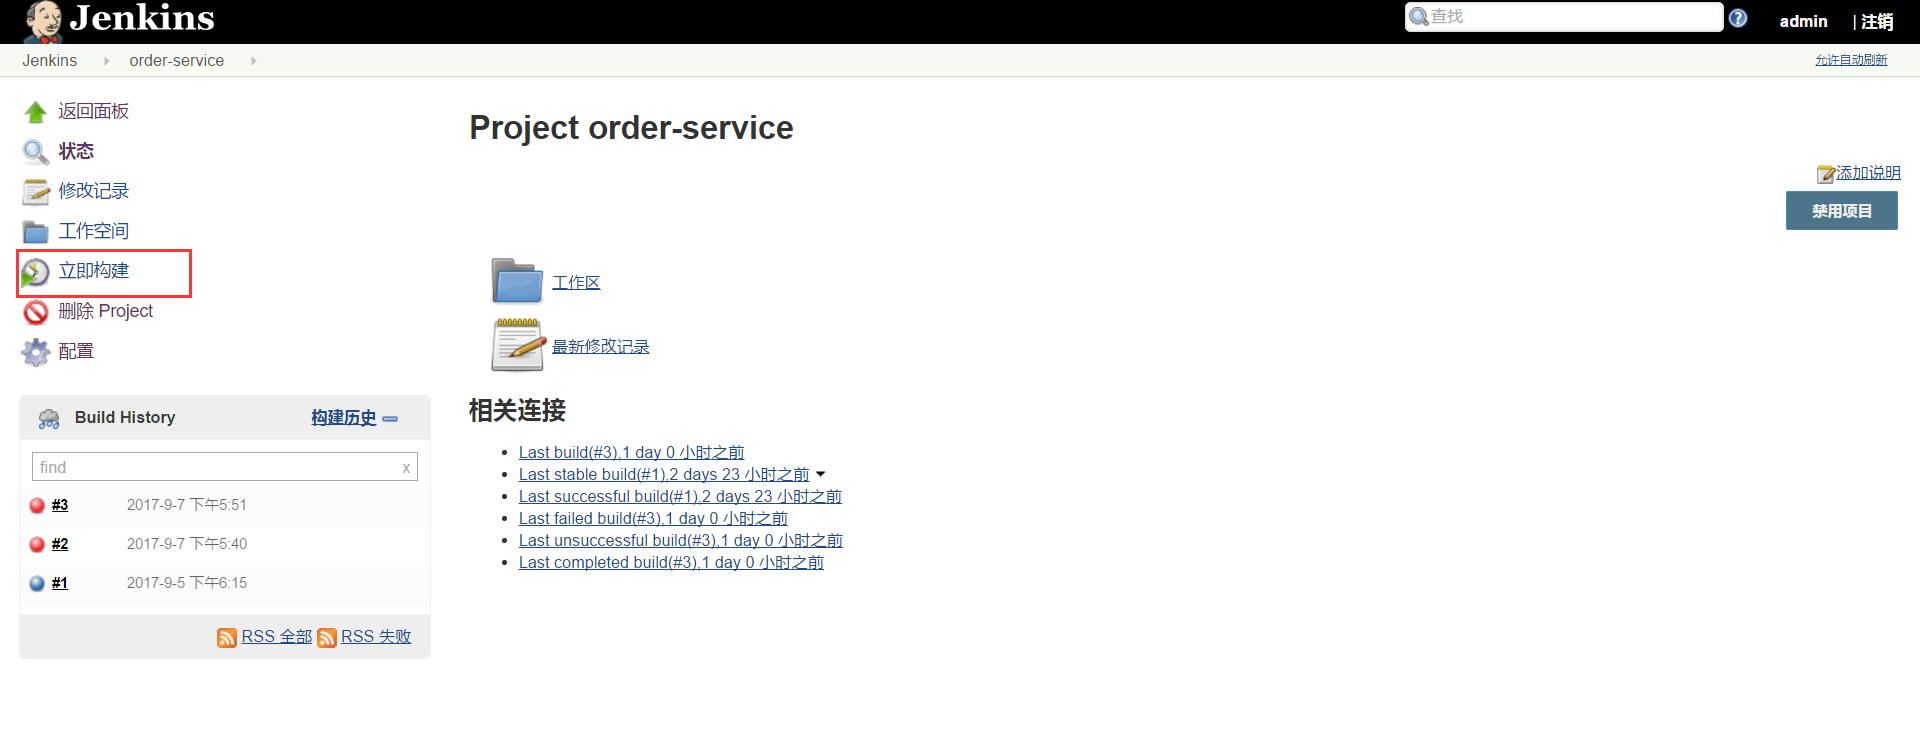 Jenkins
查找
admin
| 注销
Jenkins
order-service
允许自动刷新
返回面板
状态
修改记录
工作空间
立即构建
删除 Project
配置
Build History
构建历史
find
x
#3
2017-9-7 下午5:51
#2
2017-9-7 下午5:40
#1
2017-9-5 下午6:15
RSS 全部
RSS 失败
Project order-service
添加说明
禁用项目
工作区
最新修改记录
相关连接
Last build(#3),1 day 0 小时之前
Last stable build(#1),2 days 23 小时之前
Last successful build(#1),2 days 23 小时之前
Last failed build(#3),1 day 0 小时之前
Last unsuccessful build(#3),1 day 0 小时之前
Last completed build(#3),1 day 0 小时之前